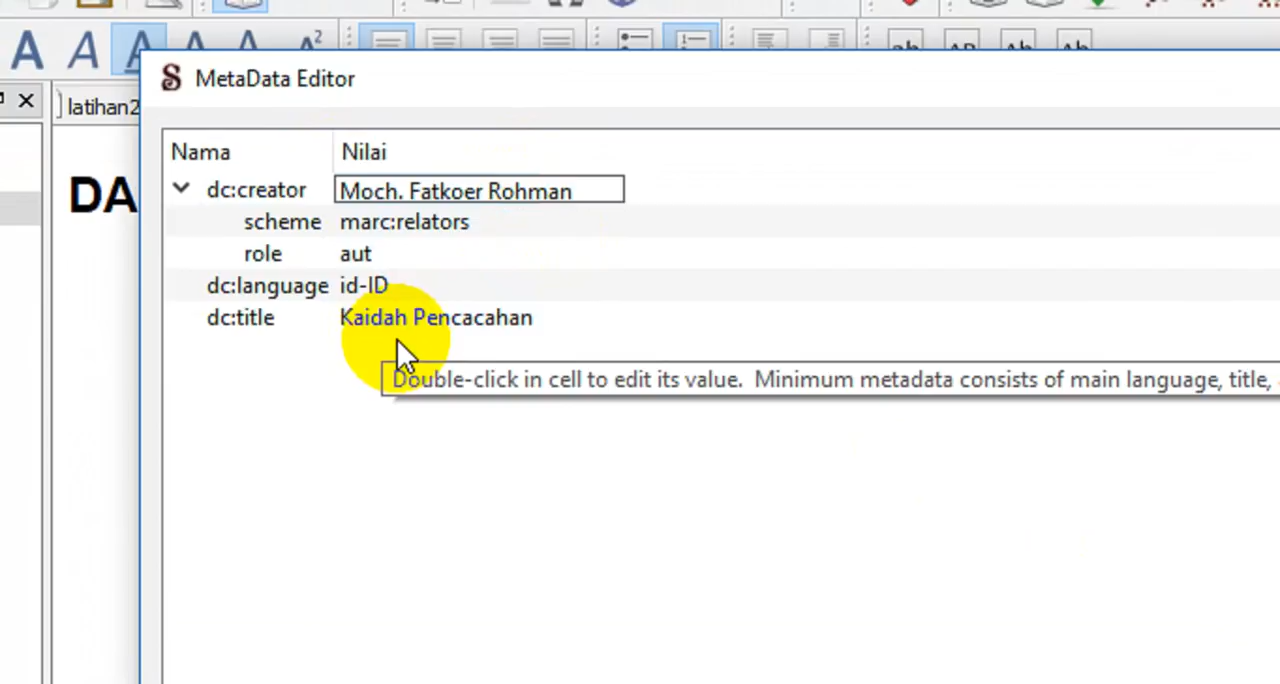 MetaData Editor
latihan2
DA
Nama Nilai
dc:creator Moch. Fatkoer Rohman
scheme marc:relators
role aut
dc:language id-ID
dc:title Kaidah Pencacahan
Double-click in cell to edit its value. Minimum metadata consists of main language, title,